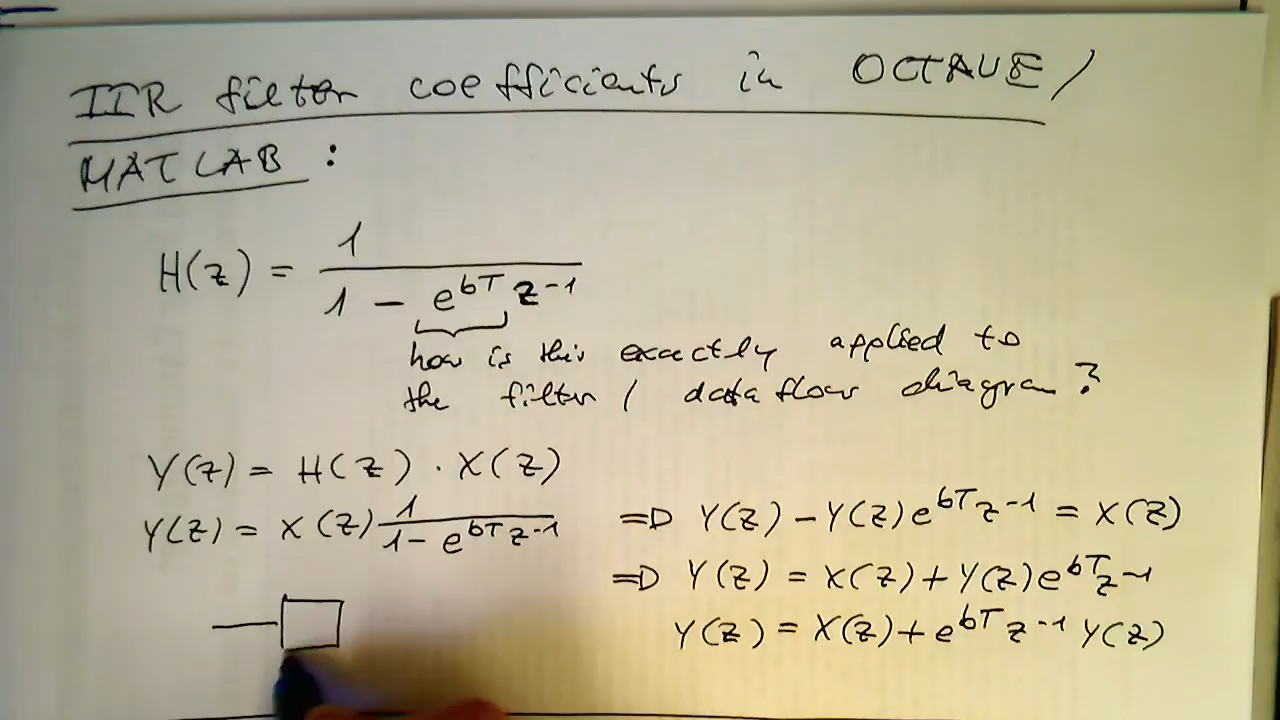 IIR filter coefficients in OCTAVE /
MATLAB :
H(z) = 1 / (1 - e^{bT} z^{-1})
how is this exactly applied to
the filter / data flow diagram?
Y(z) = H(z) · X(z)
Y(z) = X(z) 1 / (1 - e^{bT} z^{-1})
=> Y(z) - Y(z) e^{bT} z^{-1} = X(z)
=> Y(z) = X(z) + Y(z) e^{bT} z^{-1}
Y(z) = X(z) + e^{bT} z^{-1} Y(z)